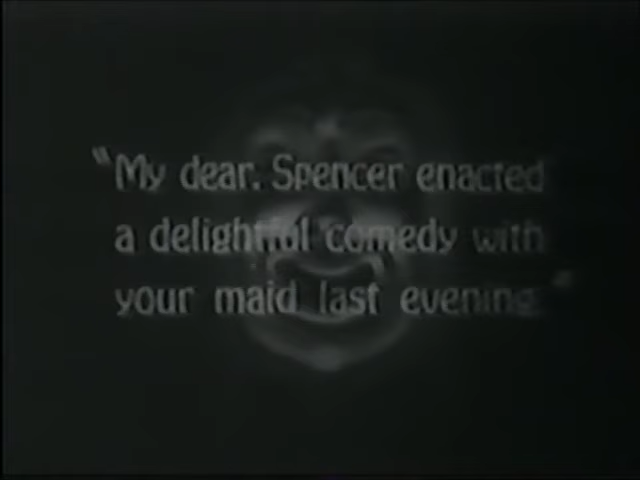 "My dear, Spencer enacted
a delightful comedy with
your maid last evening."